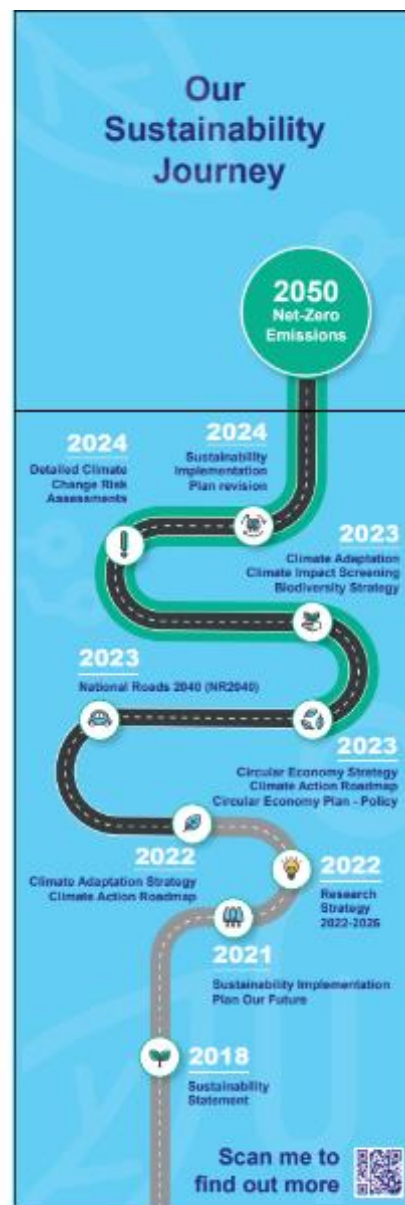 Our
Sustainability
Journey
2050
Net-Zero
Emissions
2024
Detailed Climate
Change Risk
Assessments
2024
Sustainability
Implementation
Plan revision
2023
Climate Adaptation
Climate Impact Screening
Biodiversity Strategy
2023
National Roads 2040 (NR2040)
2023
Circular Economy Strategy
Climate Action Roadmap
Circular Economy Plan - Policy
2022
Climate Adaptation Strategy
Climate Action Roadmap
2022
Research
Strategy
2022-2026
2021
Sustainability Implementation
Plan Our Future
2018
Sustainability
Statement
Scan me to
find out more